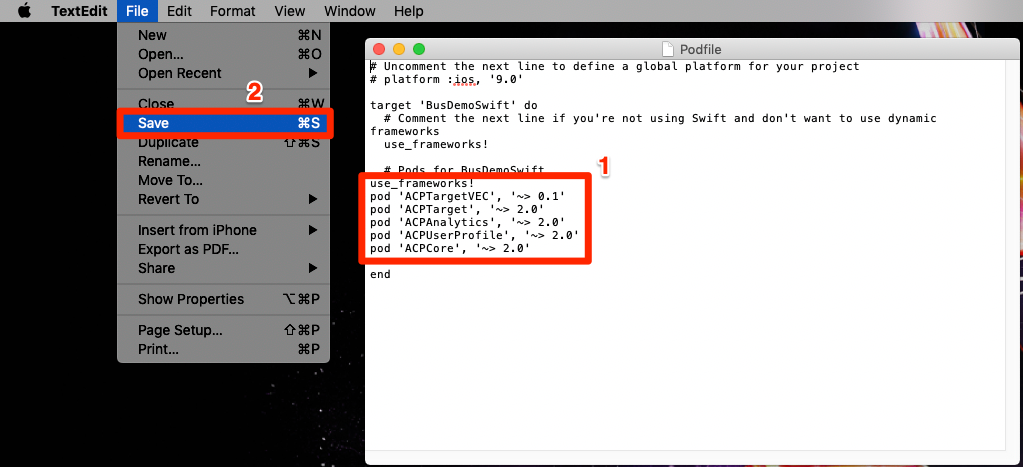 TextEdit File Edit Format View Window Help
New ⌘N
Open... ⌘O
Open Recent ▶
Close ⌘W
2
Save ⌘S
Duplicate ⇧⌘S
Rename...
Move To...
Revert To ▶
Insert from iPhone ▶
Export as PDF...
Share ▶
Show Properties ⌥⌘P
Page Setup... ⇧⌘P
Print... ⌘P
Podfile
# Uncomment the next line to define a global platform for your project
# platform :ios, '9.0'
target 'BusDemoSwift' do
# Comment the next line if you're not using Swift and don't want to use dynamic
frameworks
use_frameworks!
# Pods for BusDemoSwift
1
use_frameworks!
pod 'ACPTargetVEC', '~> 0.1'
pod 'ACPTarget', '~> 2.0'
pod 'ACPAnalytics', '~> 2.0'
pod 'ACPUserProfile', '~> 2.0'
pod 'ACPCore', '~> 2.0'
end